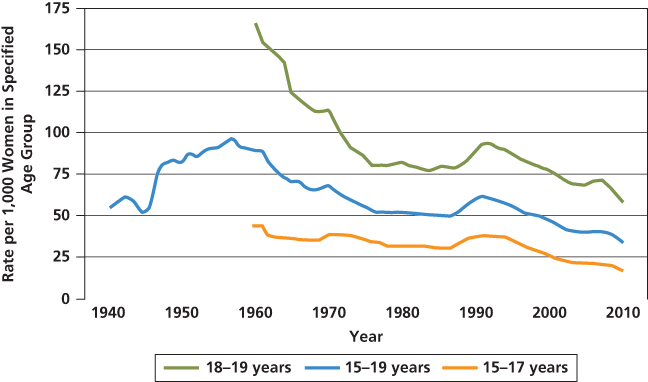 Rate per 1,000 Women in Specified
Age Group
175
150
125
100
75
50
25
0
1940 1950 1960 1970 1980 1990 2000 2010
Year
18–19 years 15–19 years 15–17 years